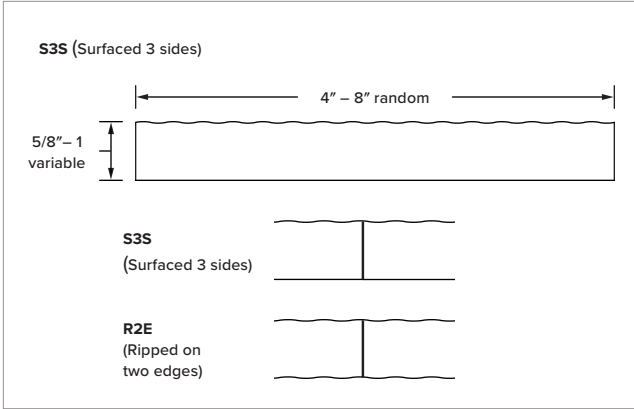 S3S (Surfaced 3 sides)
4″ – 8″ random
5/8″– 1
variable
S3S
(Surfaced 3 sides)
R2E
(Ripped on
two edges)